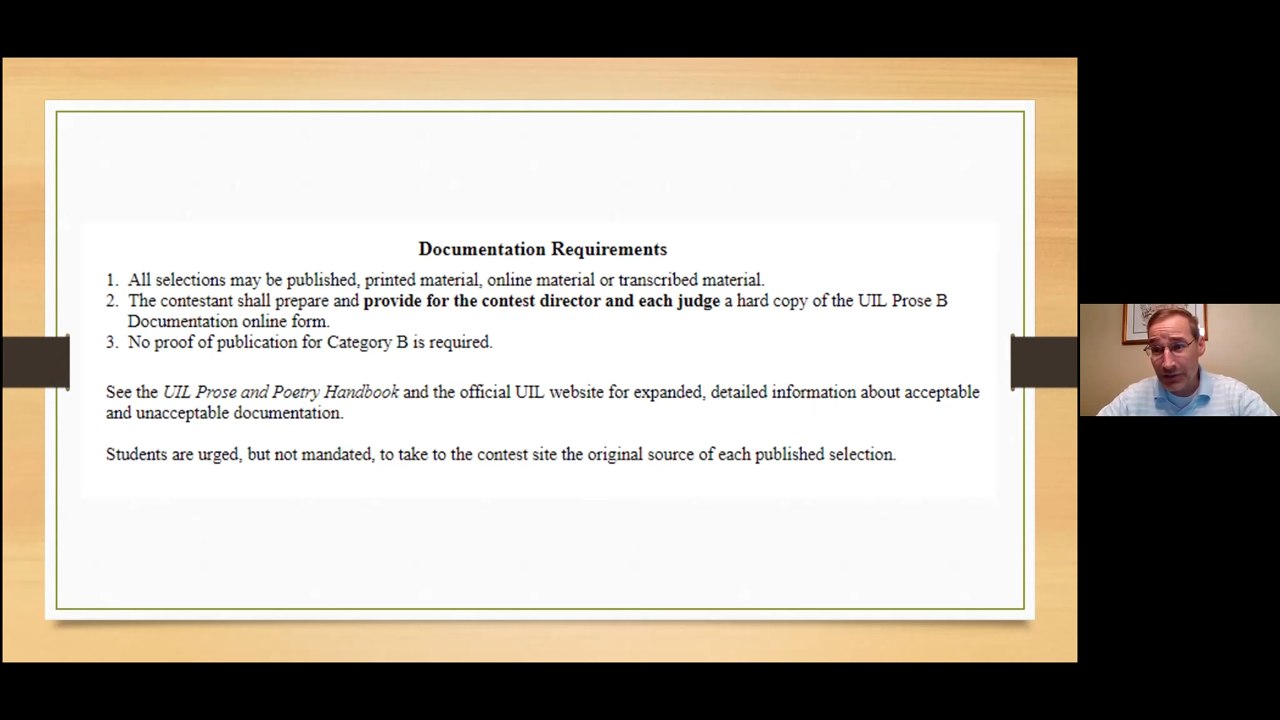 Documentation Requirements
1. All selections may be published, printed material, online material or transcribed material.
2. The contestant shall prepare and provide for the contest director and each judge a hard copy of the UIL Prose B
Documentation online form.
3. No proof of publication for Category B is required.
See the UIL Prose and Poetry Handbook and the official UIL website for expanded, detailed information about acceptable
and unacceptable documentation.
Students are urged, but not mandated, to take to the contest site the original source of each published selection.